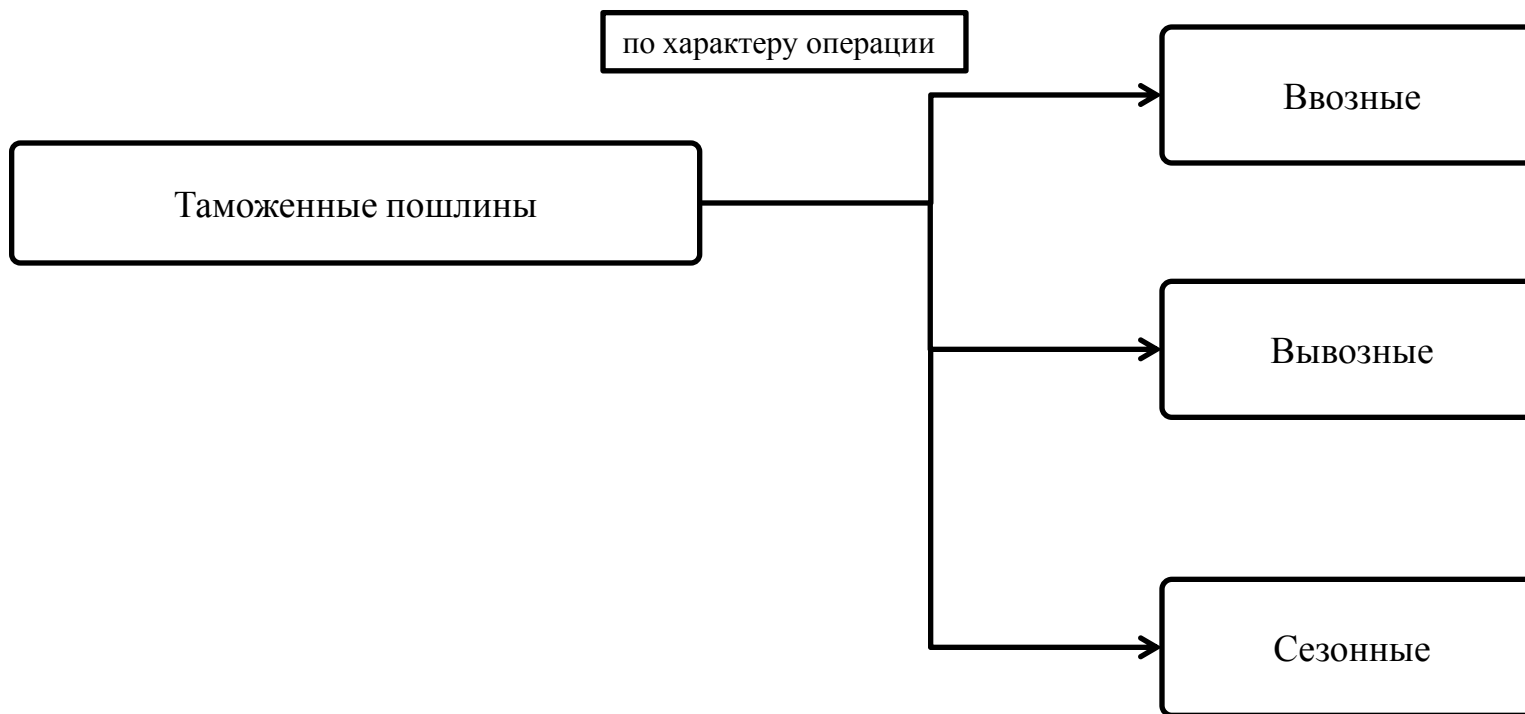 по характеру операции
Ввозные
Таможенные пошлины
Вывозные
Сезонные